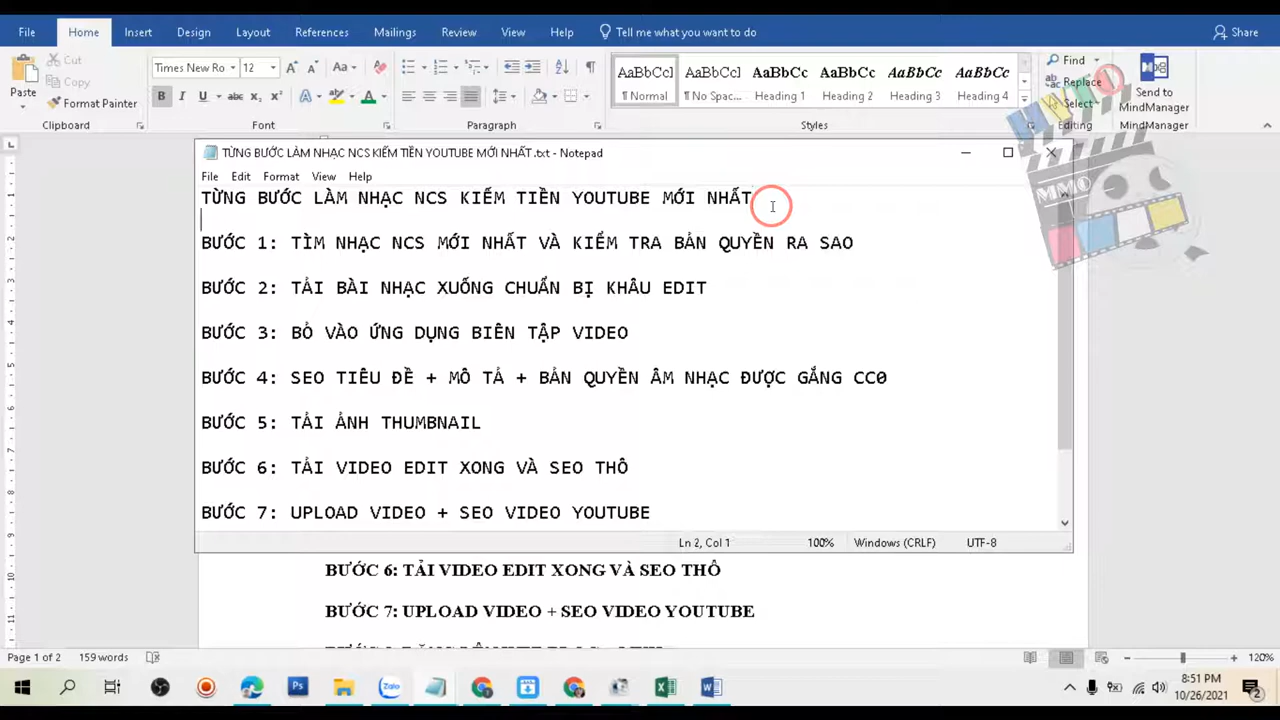 File Home Insert Design Layout References Mailings Review View Help Tell me what you want to do Share
Cut
Copy
Paste
Format Painter
Times New Ro 12
AaBbCcI AaBbCcI AaBbCc AaBbCc AaBbCc AaBbCc
¶ Normal ¶ No Spac... Heading 1 Heading 2 Heading 3 Heading 4
Find
Replace
Select
Send to
MindManager
Clipboard Font Paragraph Styles Editing MindManager
TỪNG BƯỚC LÀM NHẠC NCS KIẾM TIỀN YOUTUBE MỚI NHẤT .txt - Notepad
File Edit Format View Help
TỪNG BƯỚC LÀM NHẠC NCS KIẾM TIỀN YOUTUBE MỚI NHẤT
BƯỚC 1: TÌM NHẠC NCS MỚI NHẤT VÀ KIỂM TRA BẢN QUYỀN RA SAO
BƯỚC 2: TẢI BÀI NHẠC XUỐNG CHUẨN BỊ KHÂU EDIT
BƯỚC 3: BỎ VÀO ỨNG DỤNG BIÊN TẬP VIDEO
BƯỚC 4: SEO TIÊU ĐỀ + MÔ TẢ + BẢN QUYỀN ÂM NHẠC ĐƯỢC GẮNG CC0
BƯỚC 5: TẢI ẢNH THUMBNAIL
BƯỚC 6: TẢI VIDEO EDIT XONG VÀ SEO THÔ
BƯỚC 7: UPLOAD VIDEO + SEO VIDEO YOUTUBE
Ln 2, Col 1 100% Windows (CRLF) UTF-8
MMO
BƯỚC 6: TẢI VIDEO EDIT XONG VÀ SEO THÔ
BƯỚC 7: UPLOAD VIDEO + SEO VIDEO YOUTUBE
Page 1 of 2 159 words 120%
Zalo
8:51 PM
10/26/2021
2